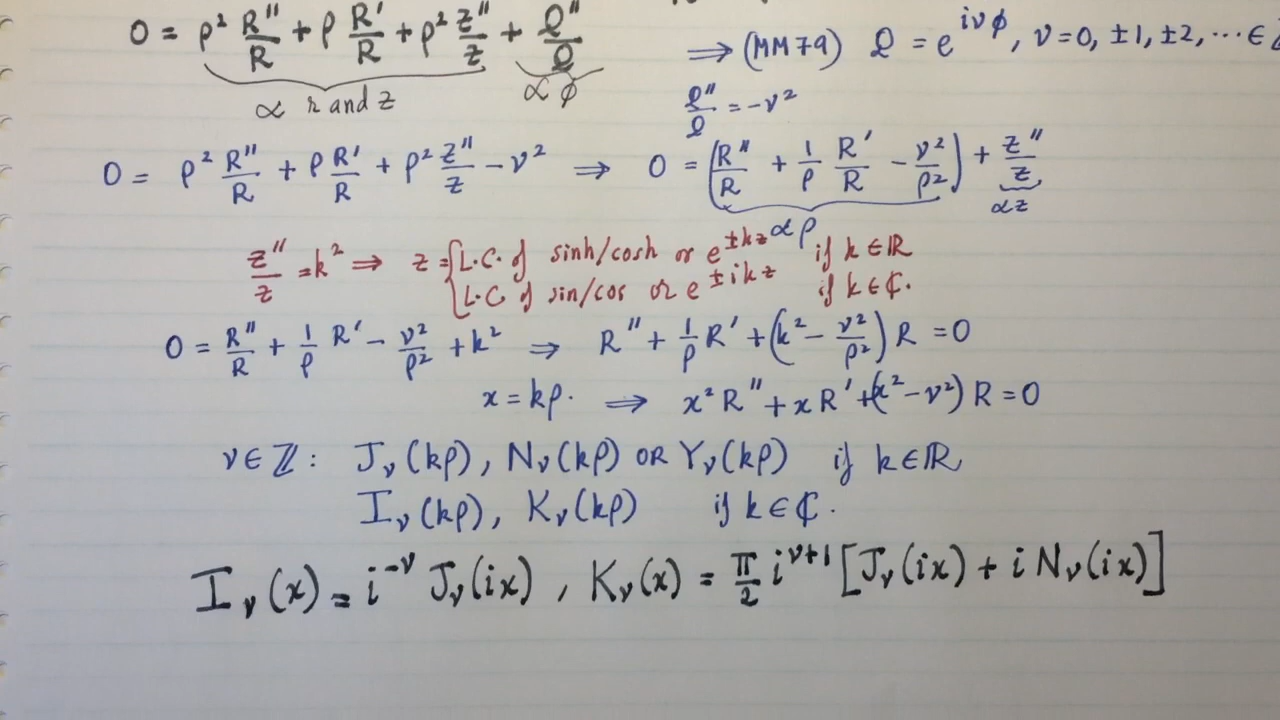 0 = ρ² R''/R + ρ R'/R + ρ² Z''/Z + Q''/Q ⟹ (MM79) Q = e^{iνϕ}, ν = 0, ±1, ±2, ⋯ ∈
∝ r and z ∝ ϕ Q''/Q = -ν²
0 = ρ² R''/R + ρ R'/R + ρ² Z''/Z - ν² ⟹ 0 = (R''/R + 1/ρ R'/R - ν²/ρ²) + Z''/Z
∝ρ ∝z
Z''/Z = k² ⟹ Z = { L.C. of sinh/cosh or e^{±kz} if k ∈ ℝ
L.C of sin/cos or e^{±ikz} if k ∈ ℂ.
0 = R''/R + 1/ρ R' - ν²/ρ² + k² ⟹ R'' + 1/ρ R' + (k² - ν²/ρ²) R = 0
x = kρ. ⟹ x² R'' + x R' + (x² - ν²) R = 0
ν ∈ ℤ : J_ν(kρ), N_ν(kρ) OR Y_ν(kρ) if k ∈ ℝ
I_ν(kρ), K_ν(kρ) if k ∈ ℂ.
I_ν(x) = i^{-ν} J_ν(ix), K_ν(x) = π/2 i^{ν+1} [J_ν(ix) + i N_ν(ix)]